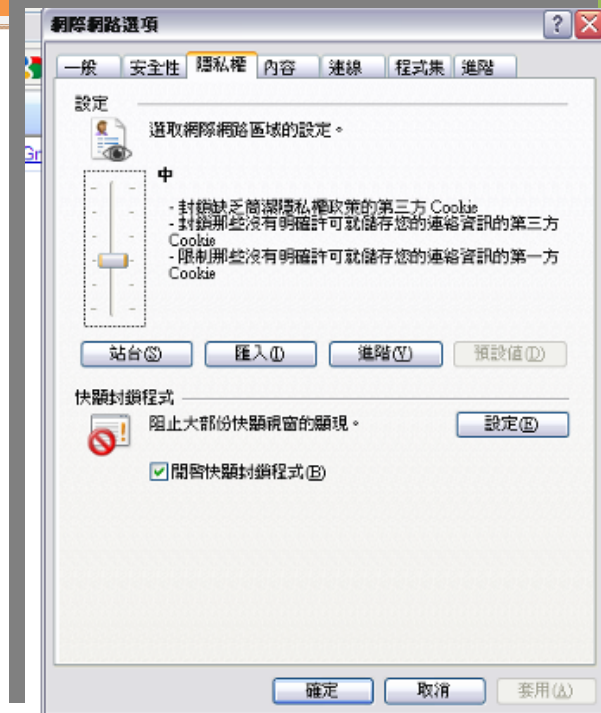 網際網路選項
一般 安全性 隱私權 內容 連線 程式集 進階
設定
選取網際網路區域的設定。
中
- 封鎖缺乏簡潔隱私權政策的第三方 Cookie
- 封鎖那些沒有明確許可就儲存您的連絡資訊的第三方
Cookie
- 限制那些沒有明確許可就儲存您的連絡資訊的第一方
Cookie
站台(S) 匯入(I) 進階(V) 預設值(D)
快顯封鎖程式
阻止大部份快顯視窗的顯現。 設定(E)
開啟快顯封鎖程式(B)
確定 取消 套用(A)
Gr